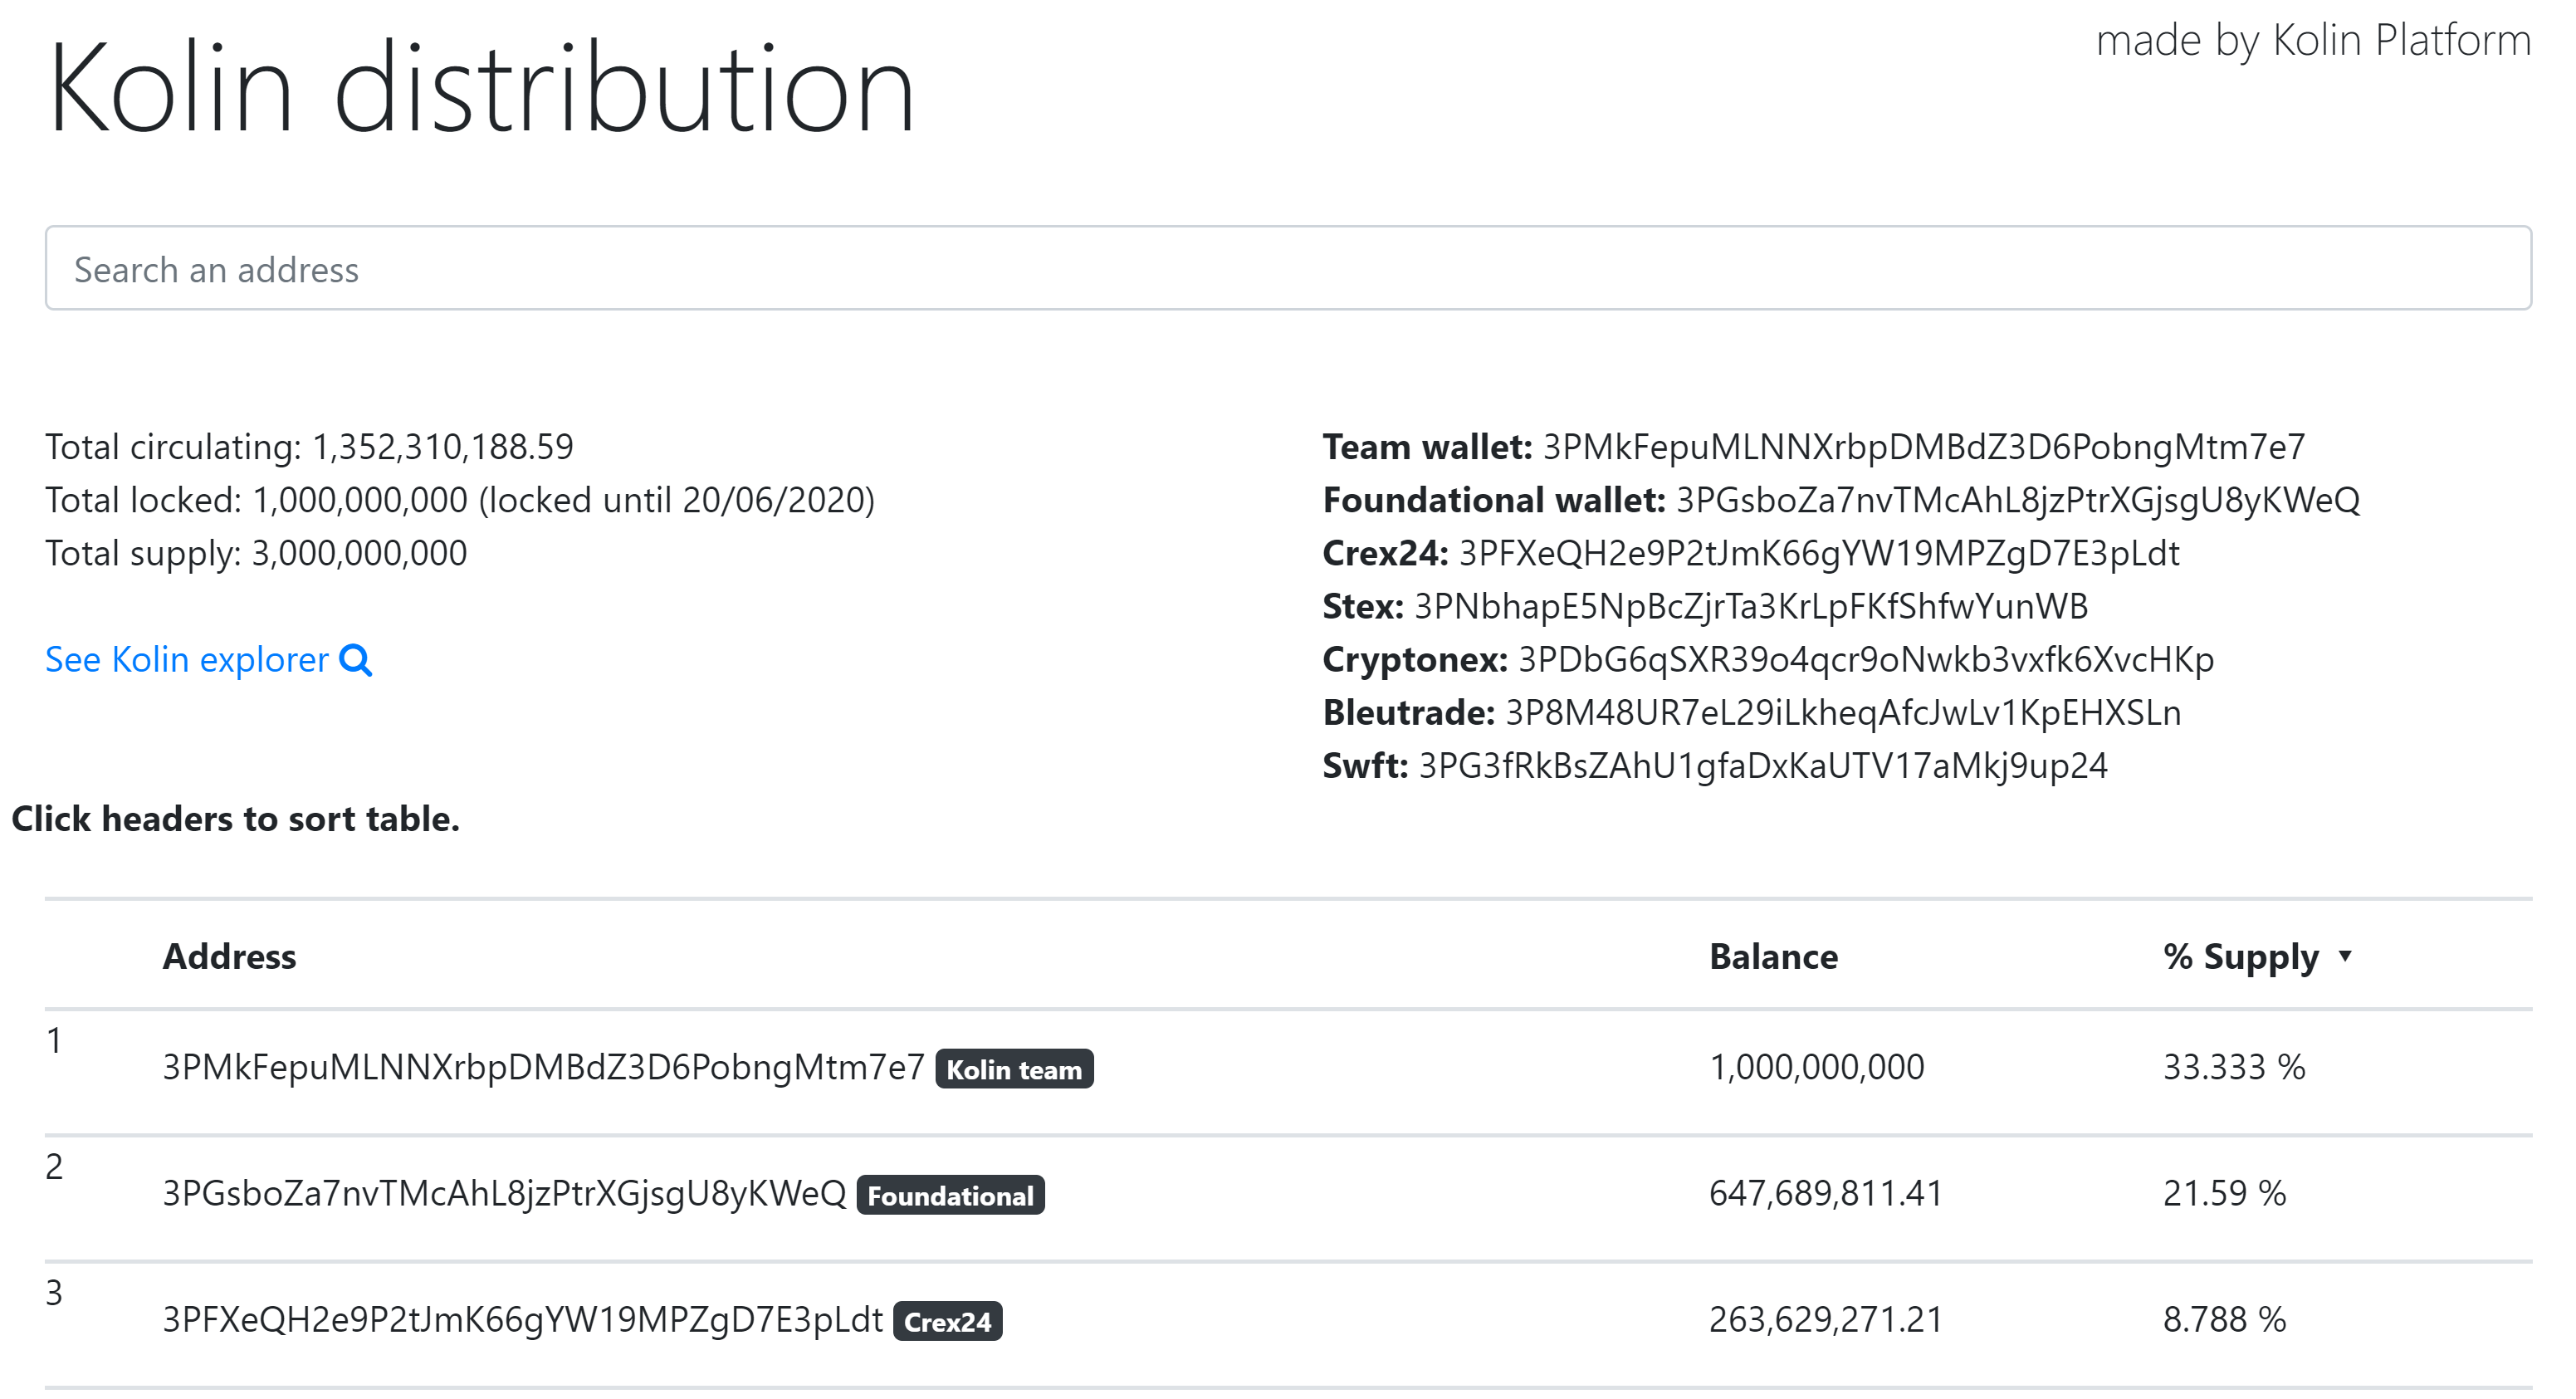 Kolin distribution
made by Kolin Platform
Search an address
Total circulating: 1,352,310,188.59
Total locked: 1,000,000,000 (locked until 20/06/2020)
Total supply: 3,000,000,000
See Kolin explorer
Team wallet: 3PMkFepuMLNNXrbpDMBdZ3D6PobngMtm7e7
Foundational wallet: 3PGsboZa7nvTMcAhL8jzPtrXGjsgU8yKWeQ
Crex24: 3PFXeQH2e9P2tJmK66gYW19MPZgD7E3pLdt
Stex: 3PNbhapE5NpBcZjrTa3KrLpFKfShfwYunWB
Cryptonex: 3PDbG6qSXR39o4qcr9oNwkb3vxfk6XvcHKp
Bleutrade: 3P8M48UR7eL29iLkheqAfcJwLv1KpEHXSLn
Swft: 3PG3fRkBsZAhU1gfaDxKaUTV17aMkj9up24
Click headers to sort table.
Address Balance % Supply ▼
1 3PMkFepuMLNNXrbpDMBdZ3D6PobngMtm7e7 Kolin team 1,000,000,000 33.333 %
2 3PGsboZa7nvTMcAhL8jzPtrXGjsgU8yKWeQ Foundational 647,689,811.41 21.59 %
3 3PFXeQH2e9P2tJmK66gYW19MPZgD7E3pLdt Crex24 263,629,271.21 8.788 %